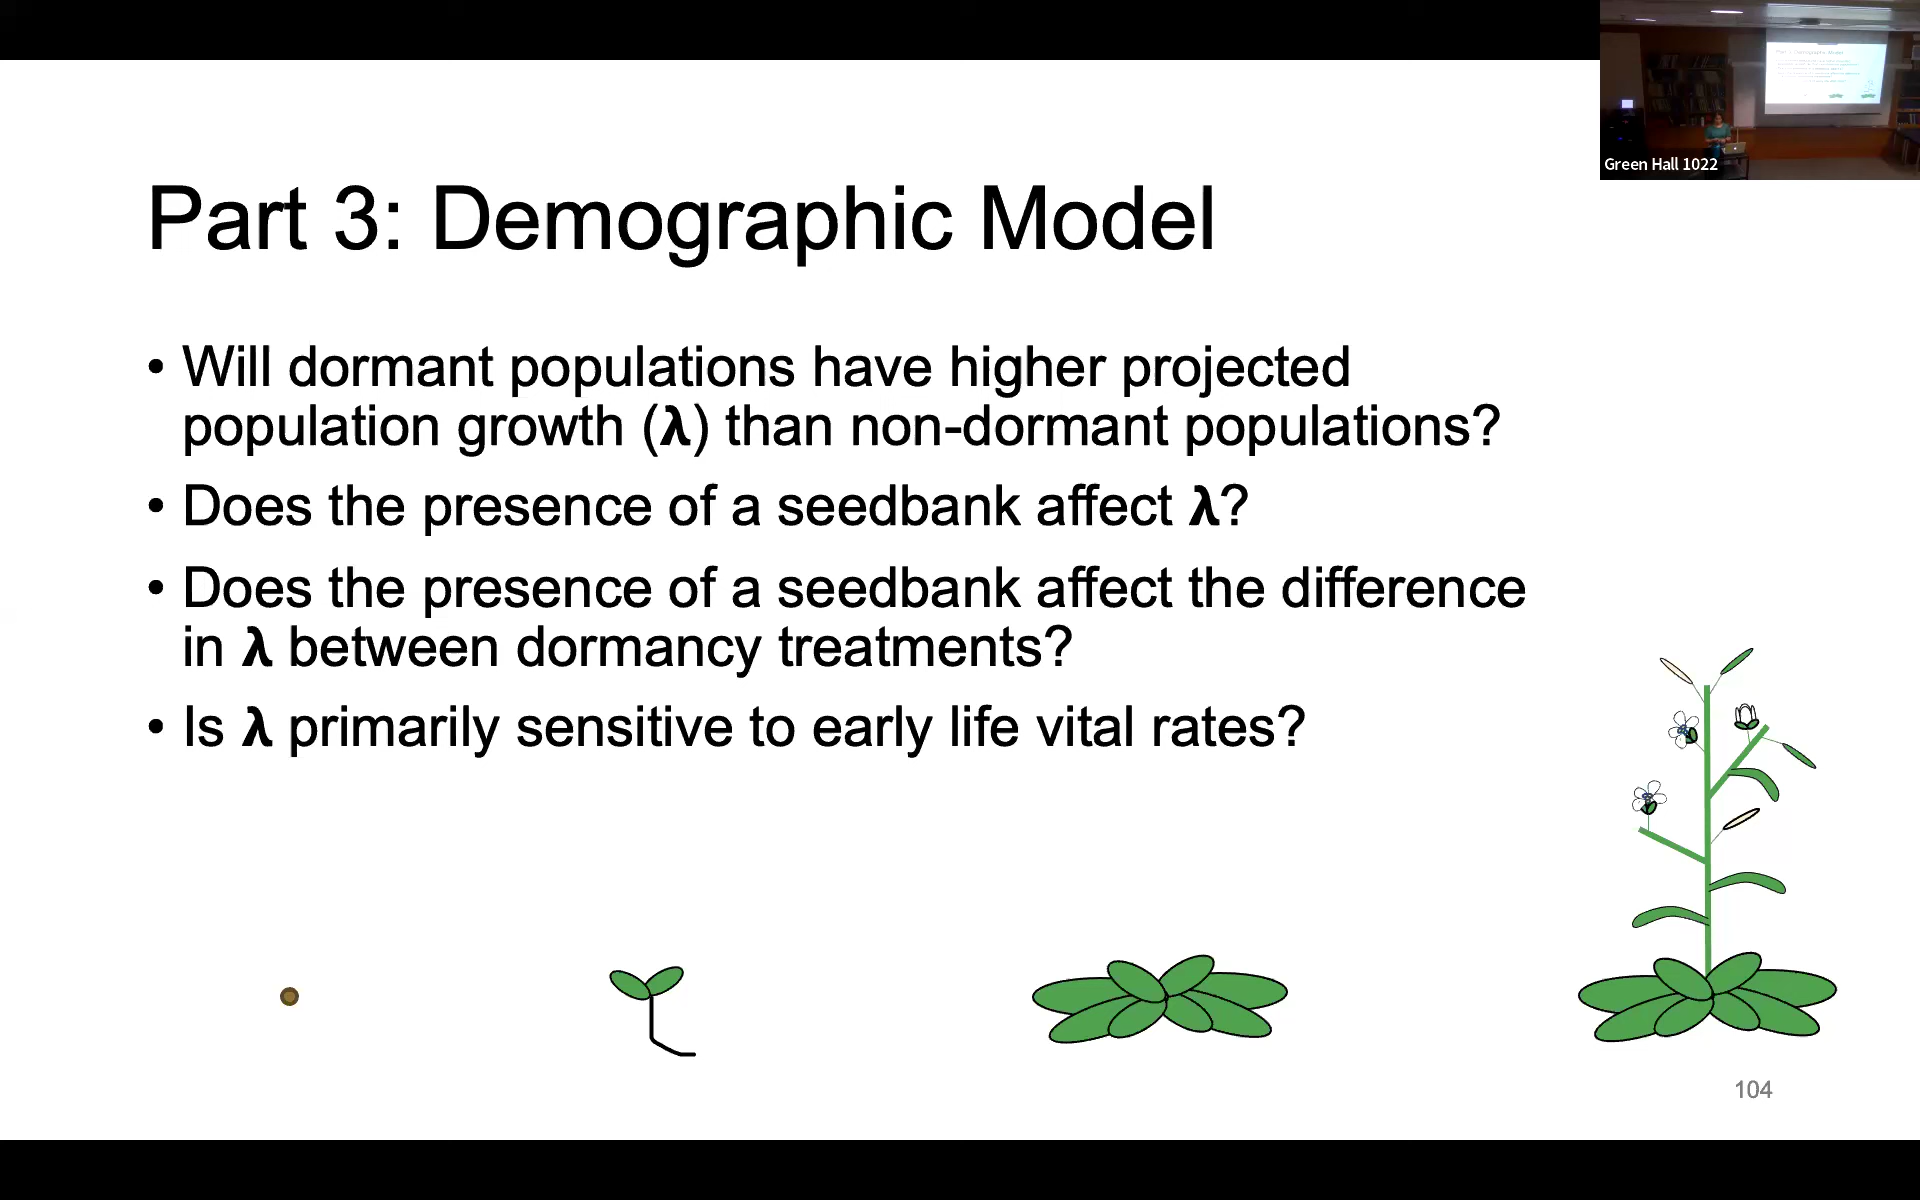 Green Hall 1022
Part 3: Demographic Model
• Will dormant populations have higher projected
population growth (λ) than non-dormant populations?
• Does the presence of a seedbank affect λ?
• Does the presence of a seedbank affect the difference
in λ between dormancy treatments?
• Is λ primarily sensitive to early life vital rates?
104